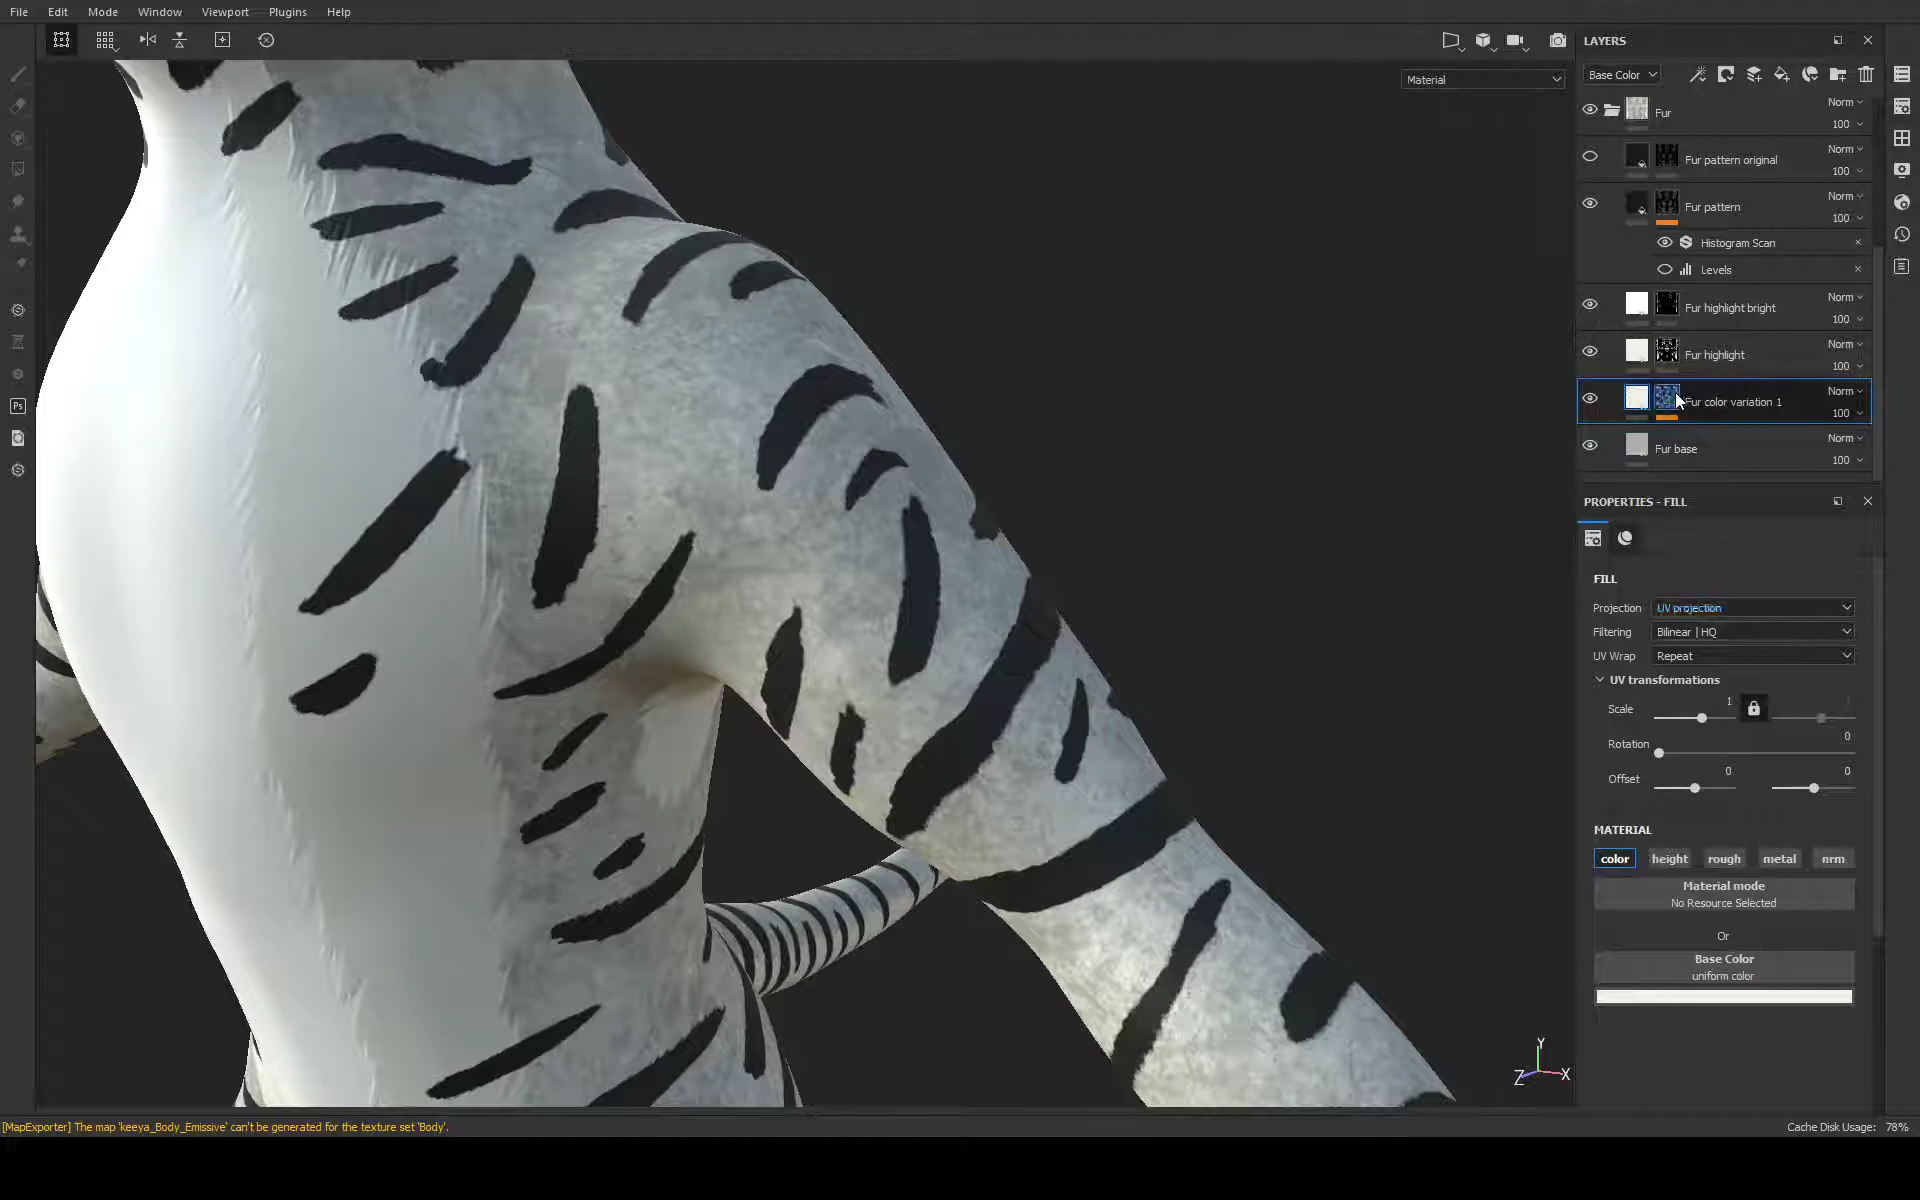 File Edit Mode Window Viewport Plugins Help
Material
LAYERS
Base Color
Fur Norm 100
Fur pattern original Norm 100
Fur pattern Norm 100
Histogram Scan
Levels
Fur highlight bright Norm 100
Fur highlight Norm 100
Fur color variation 1 Norm 100
Fur base Norm 100
PROPERTIES - FILL
FILL
Projection UV projection
Filtering Bilinear | HQ
UV Wrap Repeat
UV transformations
Scale 1 1
Rotation 0
Offset 0 0
MATERIAL
color height rough metal nrm
Material mode
No Resource Selected
Or
Base Color
uniform color
Y
Z X
Ps
[MapExporter] The map 'keeya_Body_Emissive' can't be generated for the texture set 'Body'.
Cache Disk Usage: 78%